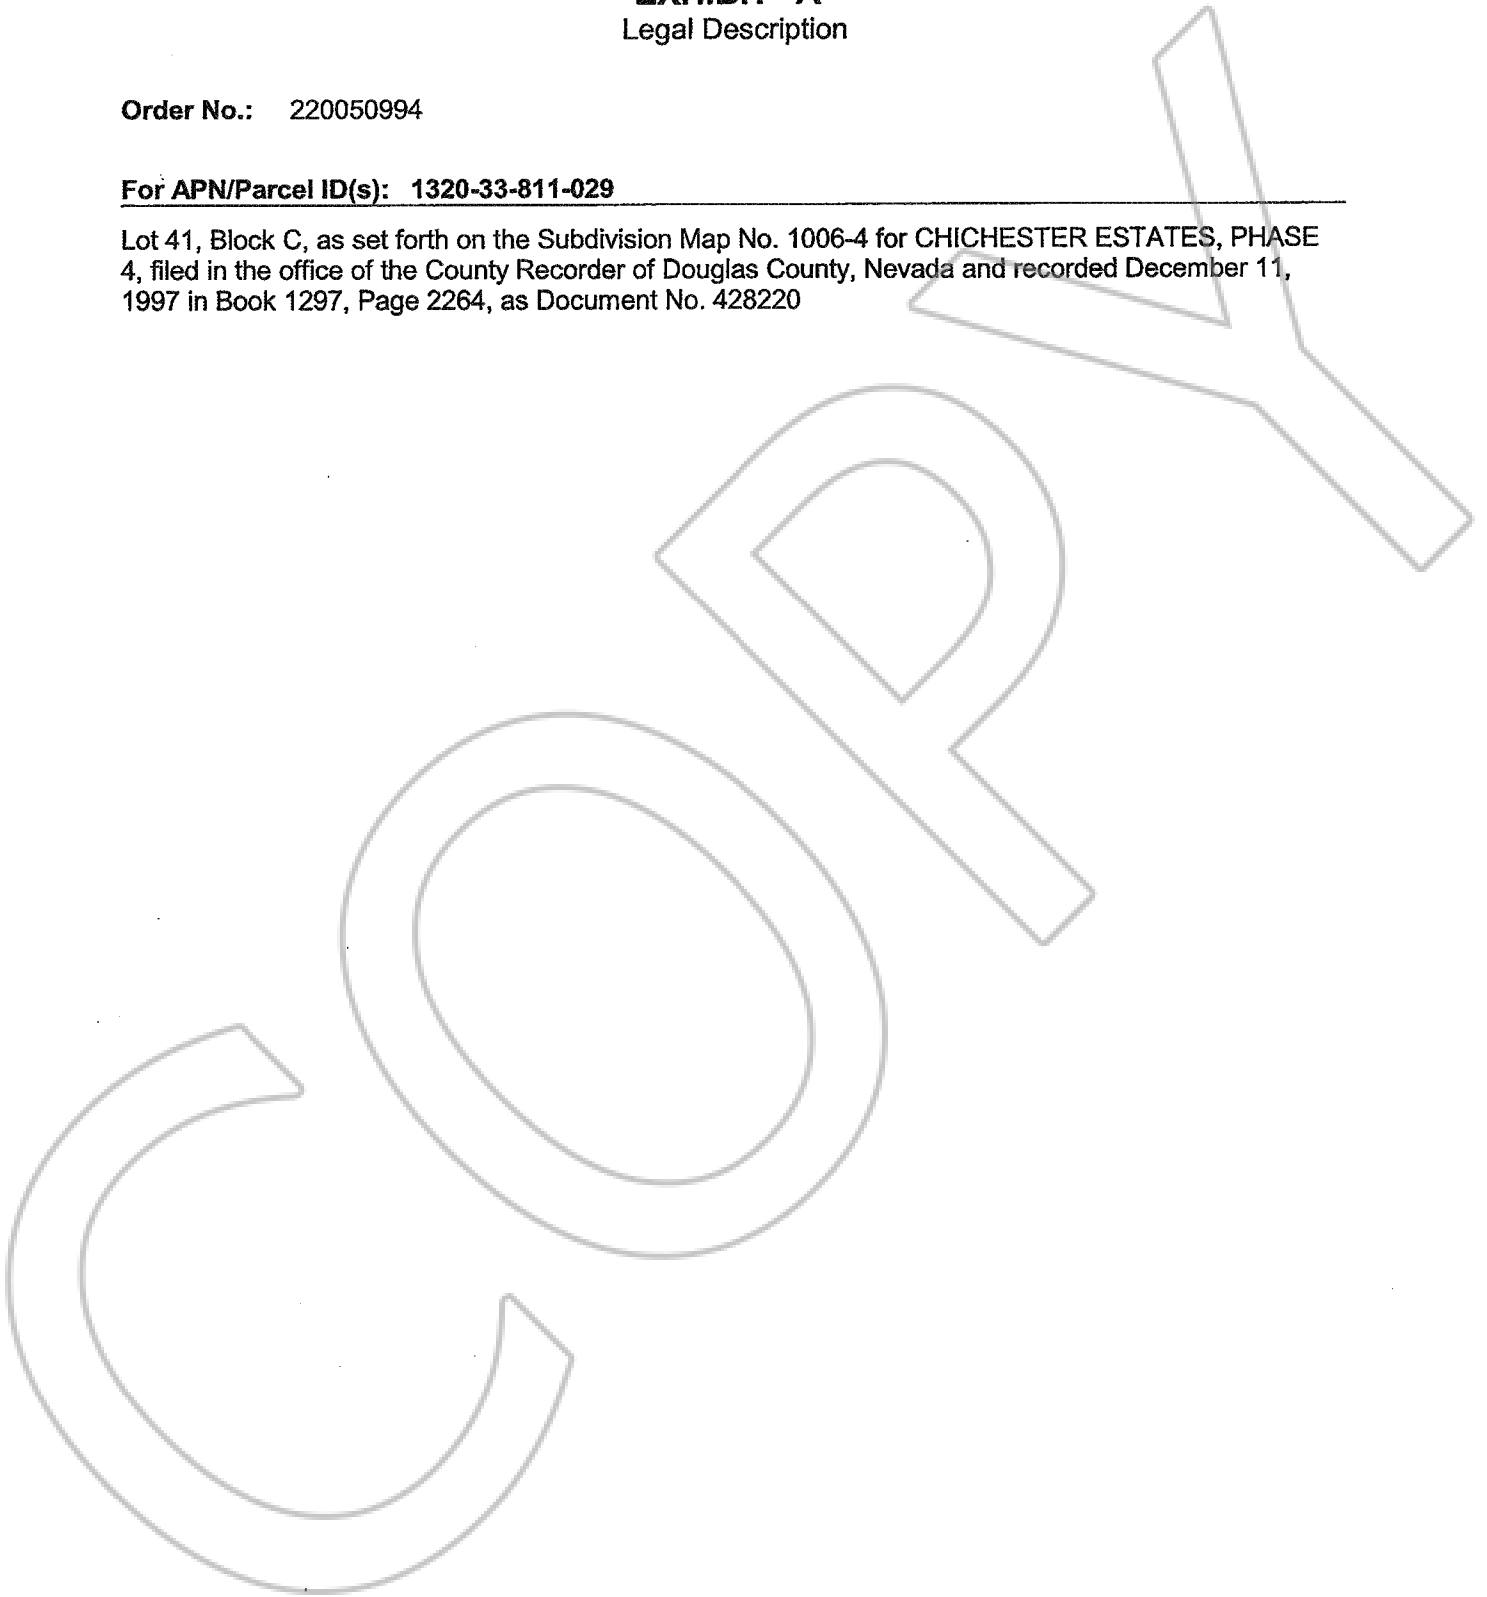 EXHIBIT "A"
Legal Description
Order No.: 220050994
For APN/Parcel ID(s): 1320-33-811-029
Lot 41, Block C, as set forth on the Subdivision Map No. 1006-4 for CHICHESTER ESTATES, PHASE
4, filed in the office of the County Recorder of Douglas County, Nevada and recorded December 11,
1997 in Book 1297, Page 2264, as Document No. 428220
COPY